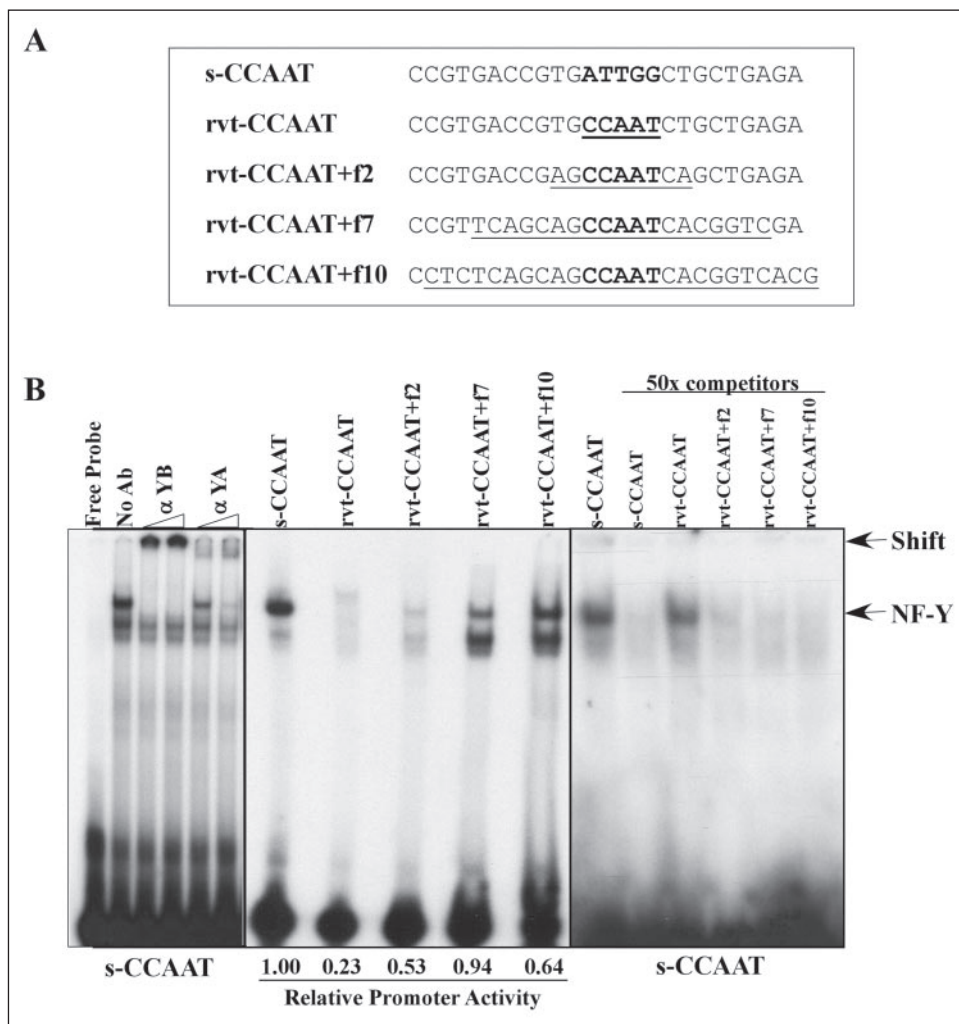 A
s-CCAAT CCGTGACCGTGATTGGCTGCTGAGA
rvt-CCAAT CCGTGACCGTGCCAATCTGCTGAGA
rvt-CCAAT+f2 CCGTGACCGAGCCAATCAGCTGAGA
rvt-CCAAT+f7 CCGTTCAGCAGCCAATCACGGTCGA
rvt-CCAAT+f10 CCTCTCAGCAGCCAATCACGGTCACG
B
Free Probe
No Ab
α YB
α YA
s-CCAAT
rvt-CCAAT
rvt-CCAAT+f2
rvt-CCAAT+f7
rvt-CCAAT+f10
50x competitors
s-CCAAT
s-CCAAT
rvt-CCAAT
rvt-CCAAT+f2
rvt-CCAAT+f7
rvt-CCAAT+f10
Shift
NF-Y
s-CCAAT
1.00 0.23 0.53 0.94 0.64
Relative Promoter Activity
s-CCAAT